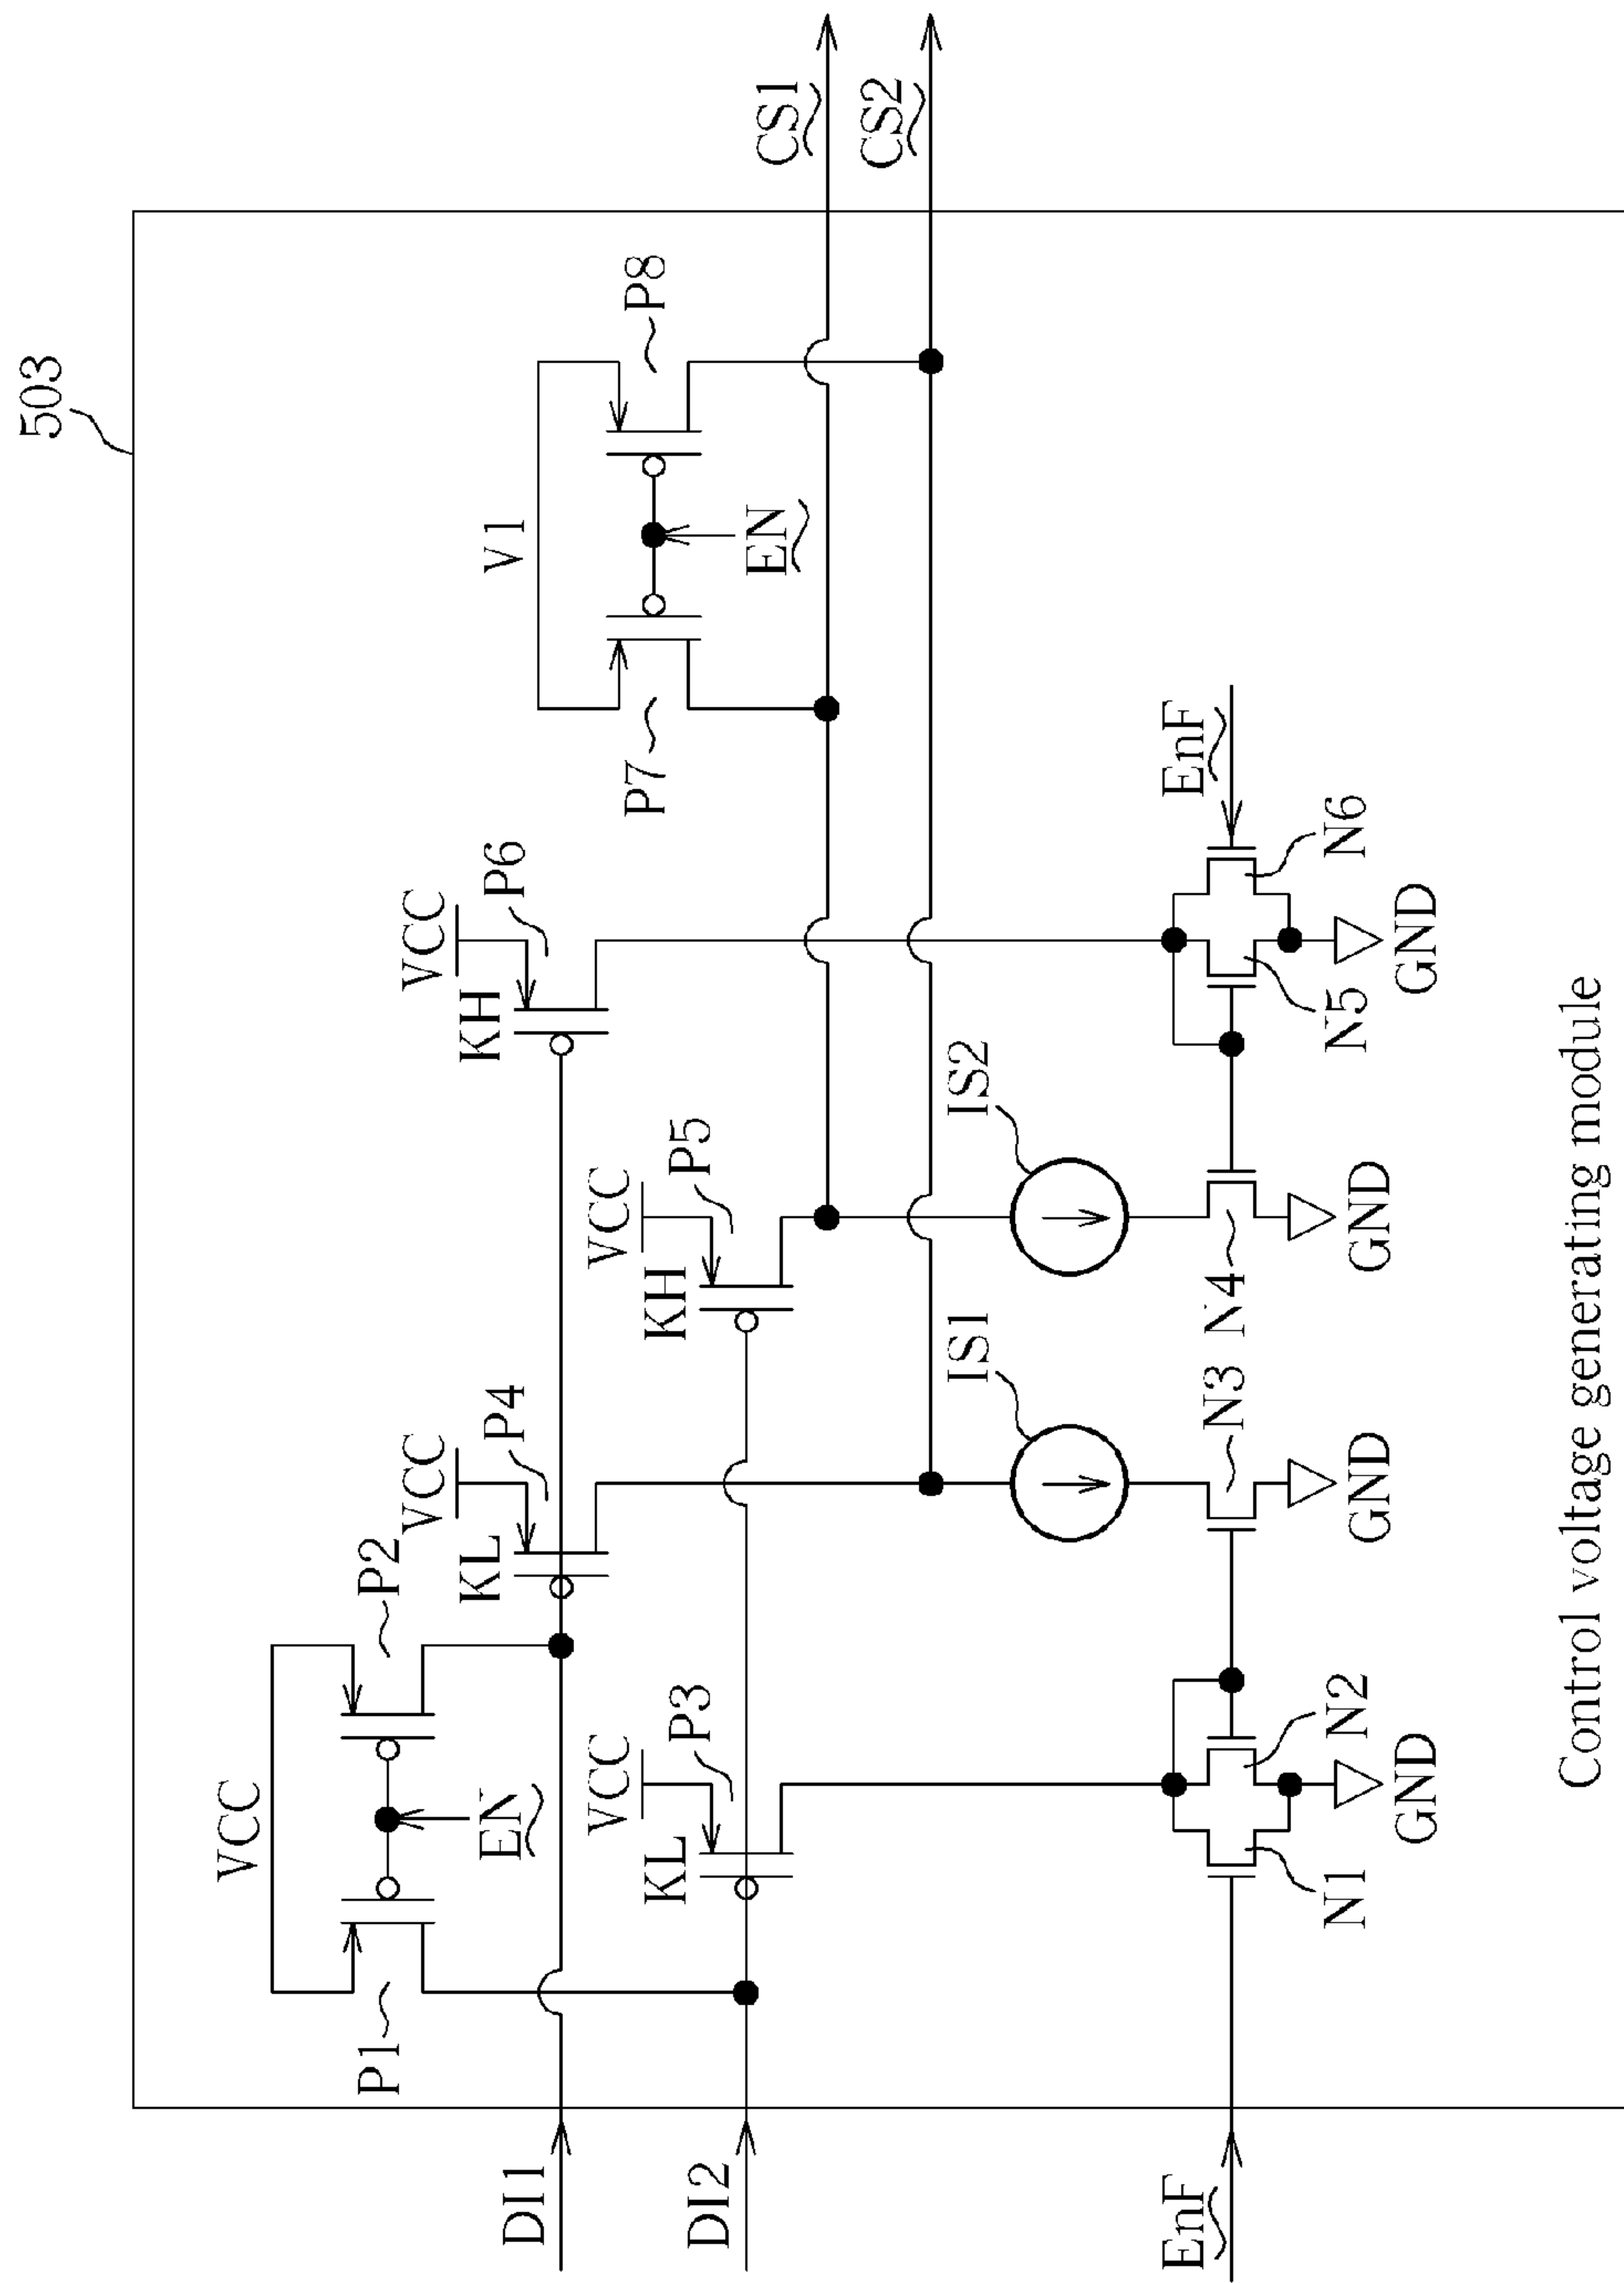 503
VCC
P1
P2
EN
V1
P7
P8
EN
VCC
KL
P4
VCC
KH
P6
DI1
VCC
KL
P3
VCC
KH
P5
DI2
CS1
CS2
IS1
IS2
EnF
N1
N2
GND
N3
GND
N4
GND
N5
N6
GND
EnF
Control voltage generating module